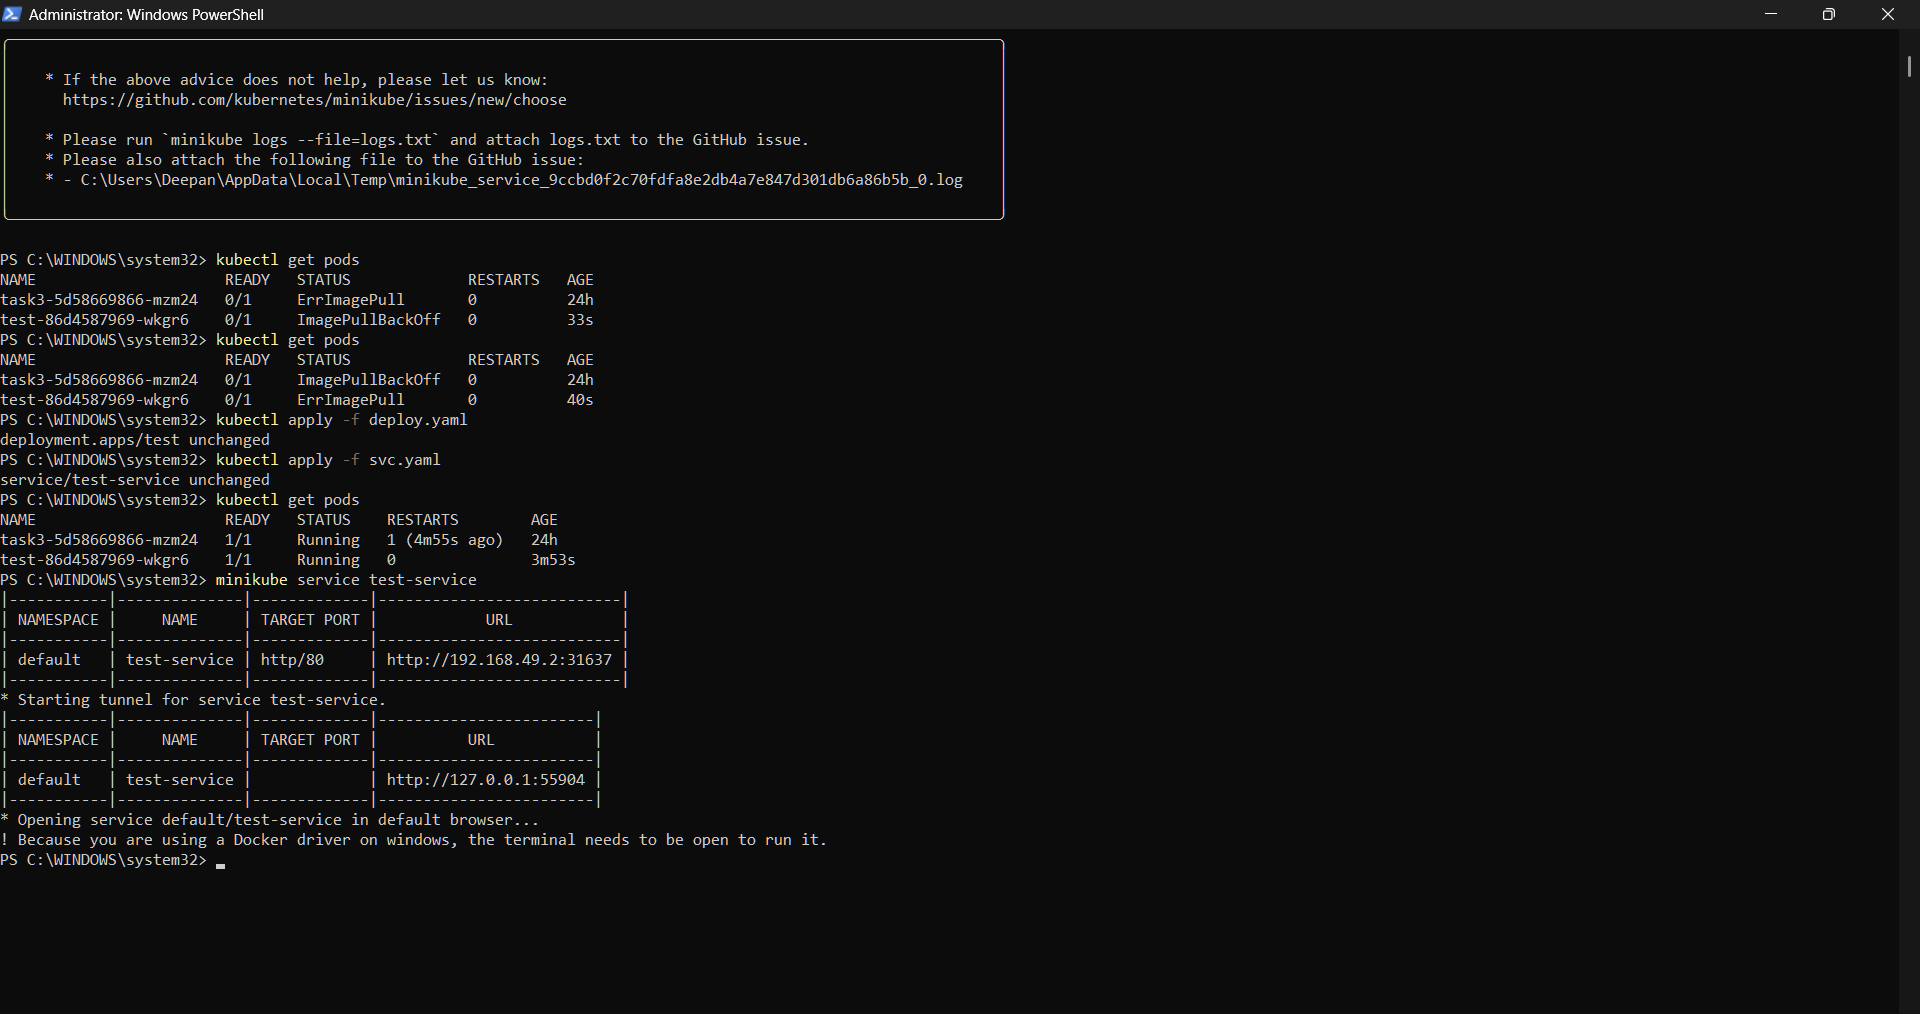 Administrator: Windows PowerShell
* If the above advice does not help, please let us know:
https://github.com/kubernetes/minikube/issues/new/choose
* Please run `minikube logs --file=logs.txt` and attach logs.txt to the GitHub issue.
* Please also attach the following file to the GitHub issue:
* - C:\Users\Deepan\AppData\Local\Temp\minikube_service_9ccbd0f2c70fdfa8e2db4a7e847d301db6a86b5b_0.log
PS C:\WINDOWS\system32> kubectl get pods
NAME READY STATUS RESTARTS AGE
task3-5d58669866-mzm24 0/1 ErrImagePull 0 24h
test-86d4587969-wkgr6 0/1 ImagePullBackOff 0 33s
PS C:\WINDOWS\system32> kubectl get pods
NAME READY STATUS RESTARTS AGE
task3-5d58669866-mzm24 0/1 ImagePullBackOff 0 24h
test-86d4587969-wkgr6 0/1 ErrImagePull 0 40s
PS C:\WINDOWS\system32> kubectl apply -f deploy.yaml
deployment.apps/test unchanged
PS C:\WINDOWS\system32> kubectl apply -f svc.yaml
service/test-service unchanged
PS C:\WINDOWS\system32> kubectl get pods
NAME READY STATUS RESTARTS AGE
task3-5d58669866-mzm24 1/1 Running 1 (4m55s ago) 24h
test-86d4587969-wkgr6 1/1 Running 0 3m53s
PS C:\WINDOWS\system32> minikube service test-service
|-----------|--------------|-------------|---------------------------|
| NAMESPACE | NAME | TARGET PORT | URL |
|-----------|--------------|-------------|---------------------------|
| default | test-service | http/80 | http://192.168.49.2:31637 |
|-----------|--------------|-------------|---------------------------|
* Starting tunnel for service test-service.
|-----------|--------------|-------------|------------------------|
| NAMESPACE | NAME | TARGET PORT | URL |
|-----------|--------------|-------------|------------------------|
| default | test-service | | http://127.0.0.1:55904 |
|-----------|--------------|-------------|------------------------|
* Opening service default/test-service in default browser...
! Because you are using a Docker driver on windows, the terminal needs to be open to run it.
PS C:\WINDOWS\system32>